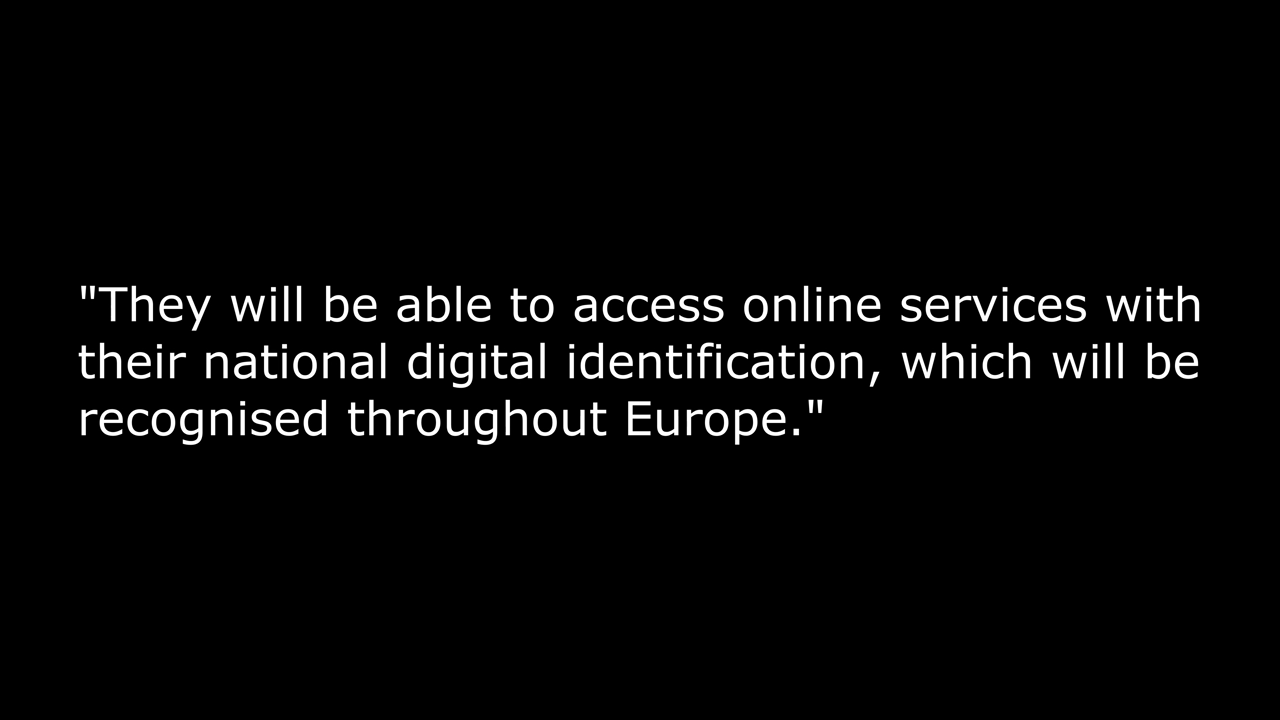 "They will be able to access online services with
their national digital identification, which will be
recognised throughout Europe."